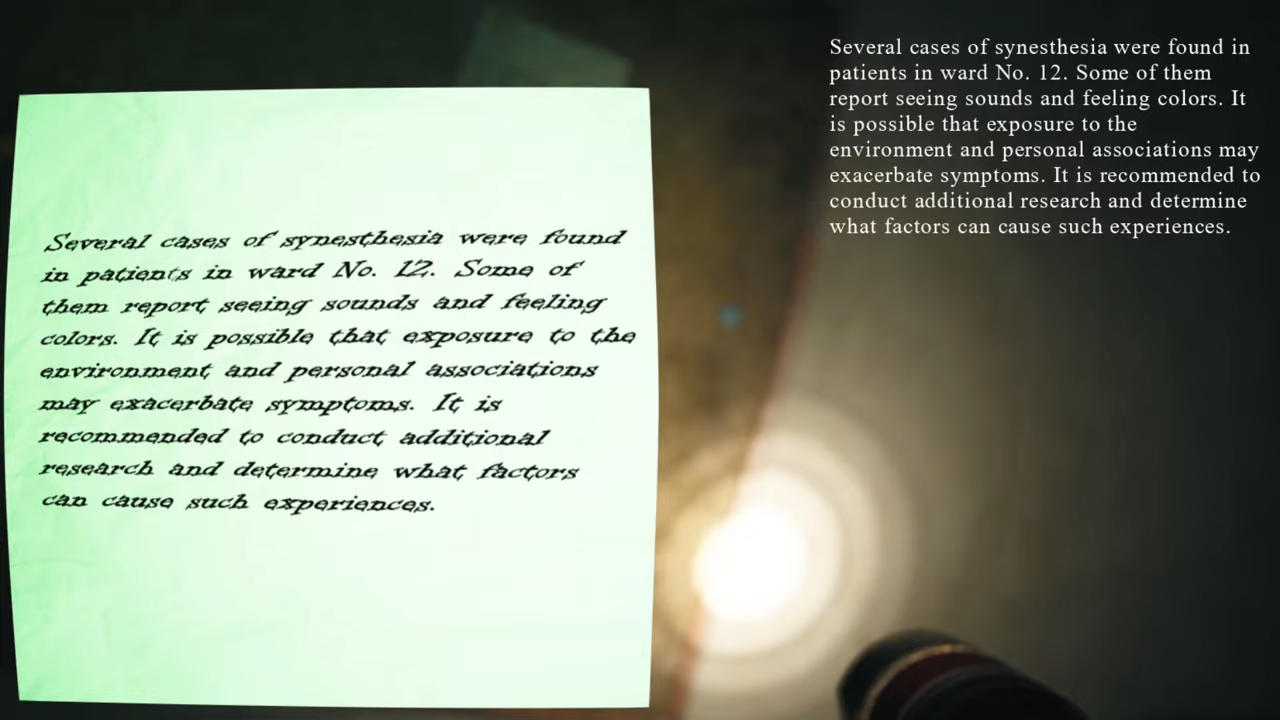 Several cases of synesthesia were found
in patients in ward No. 12. Some of
them report seeing sounds and feeling
colors. It is possible that exposure to the
environment and personal associations
may exacerbate symptoms. It is
recommended to conduct additional
research and determine what factors
can cause such experiences.
Several cases of synesthesia were found in
patients in ward No. 12. Some of them
report seeing sounds and feeling colors. It
is possible that exposure to the
environment and personal associations may
exacerbate symptoms. It is recommended to
conduct additional research and determine
what factors can cause such experiences.